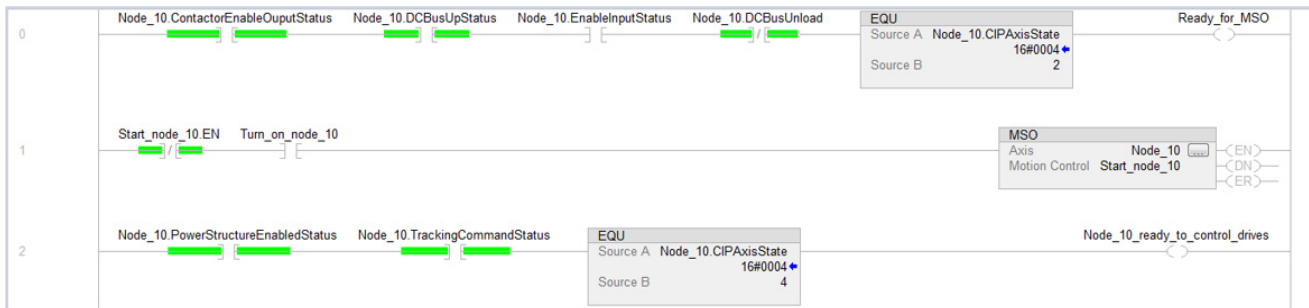 Node_10.ContactorEnableOuputStatus Node_10.DCBusUpStatus Node_10.EnableInputStatus Node_10.DCBusUnload EQU Ready_for_MSO
0 Source A Node_10.CIPAxisState
16#0004
Source B 2
Start_node_10.EN Turn_on_node_10 MSO
1 Axis Node_10 ... EN
Motion Control Start_node_10 DN
ER
Node_10.PowerStructureEnabledStatus Node_10.TrackingCommandStatus EQU Node_10_ready_to_control_drives
2 Source A Node_10.CIPAxisState
16#0004
Source B 4